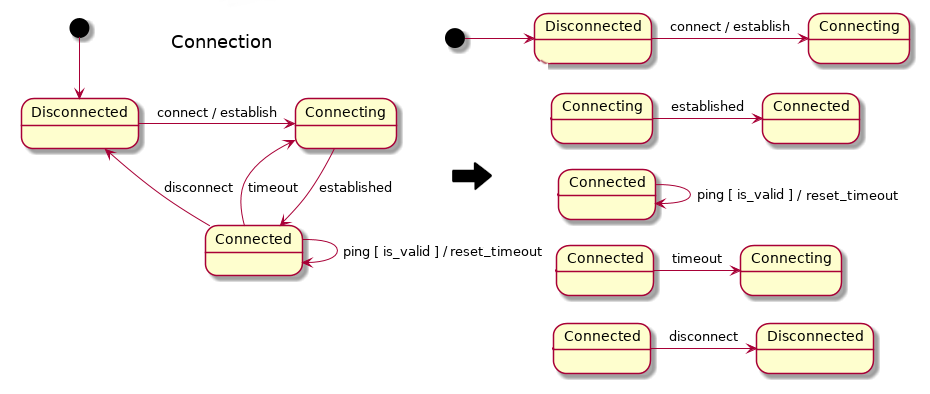 Connection
Disconnected
connect / establish
Connecting
disconnect
timeout
established
Connected
ping [ is_valid ] / reset_timeout
Disconnected
connect / establish
Connecting
Connecting
established
Connected
Connected
ping [ is_valid ] / reset_timeout
Connected
timeout
Connecting
Connected
disconnect
Disconnected